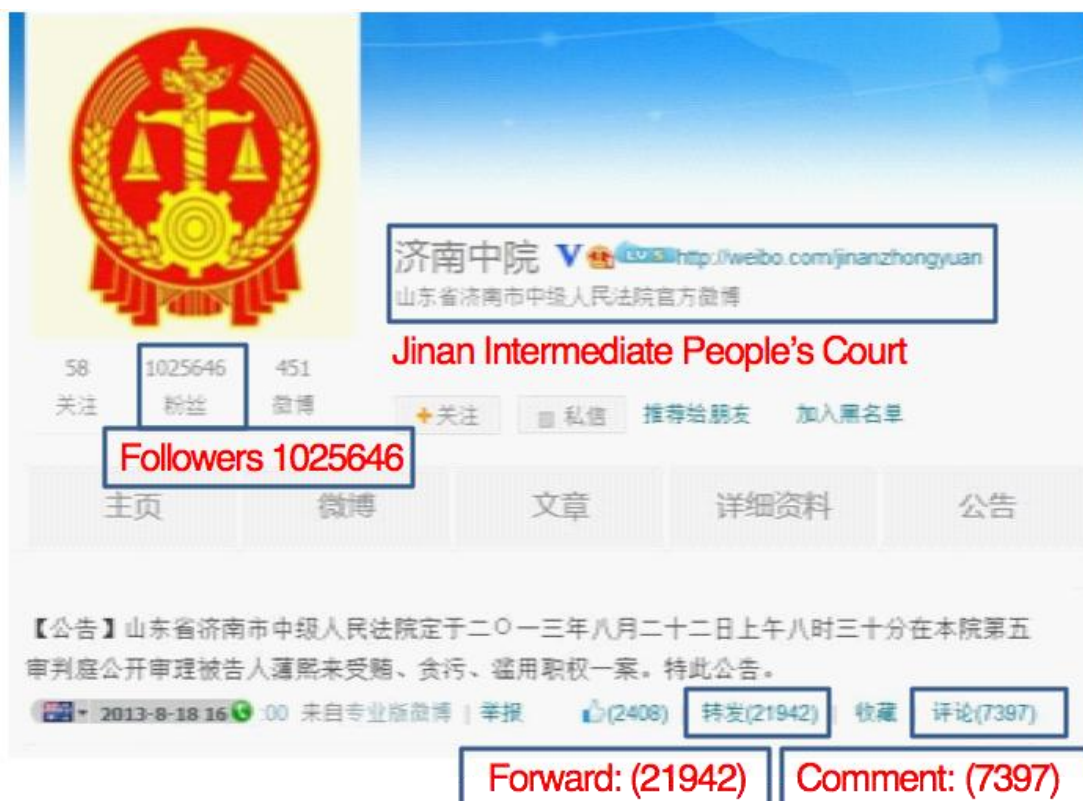 济南中院 V LV 5 http://weibo.com/jinanzhongyuan
山东省济南市中级人民法院官方微博
Jinan Intermediate People's Court
58 1025646 451
关注 粉丝 微博
+关注 私信 推荐给朋友 加入黑名单
Followers 1025646
主页 微博 文章 详细资料 公告
【公告】山东省济南市中级人民法院定于二〇一三年八月二十二日上午八时三十分在本院第五
审判庭公开审理被告人薄熙来受贿、贪污、滥用职权一案。特此公告。
2013-8-18 16 :00 来自专业版微博 | 举报 (2408) 转发(21942) | 收藏 评论(7397)
Forward: (21942) Comment: (7397)